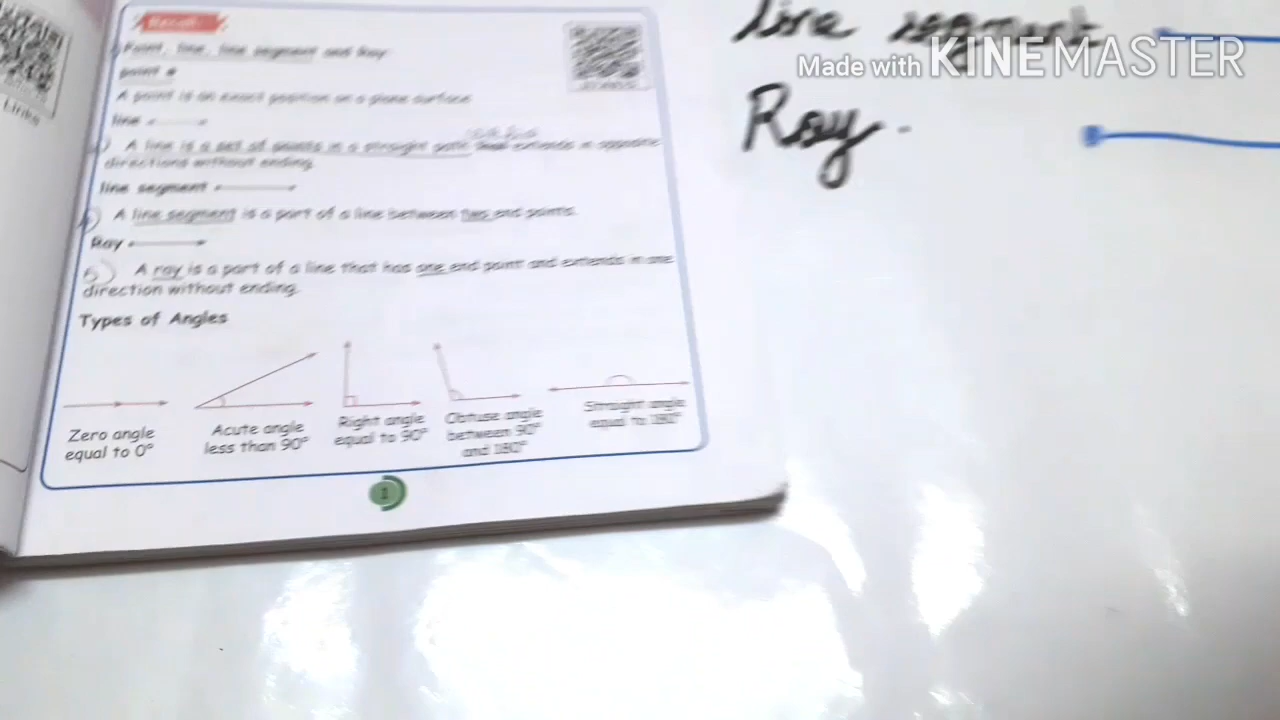 Links
Recall
Point, line, line segment and Ray
point
A point is an exact position on a plane surface
line
A line is a set of points in a straight path that extends in opposite
directions without ending.
line segment
A line segment is a part of a line between two end points.
Ray
5) A ray is a part of a line that has one end point and extends in one
direction without ending.
Types of Angles
Zero angle
equal to 0°
Acute angle
less than 90°
Right angle
equal to 90°
Obtuse angle
between 90°
and 180°
Straight angle
equal to 180°
1
line segment
Made with KINEMASTER
Ray